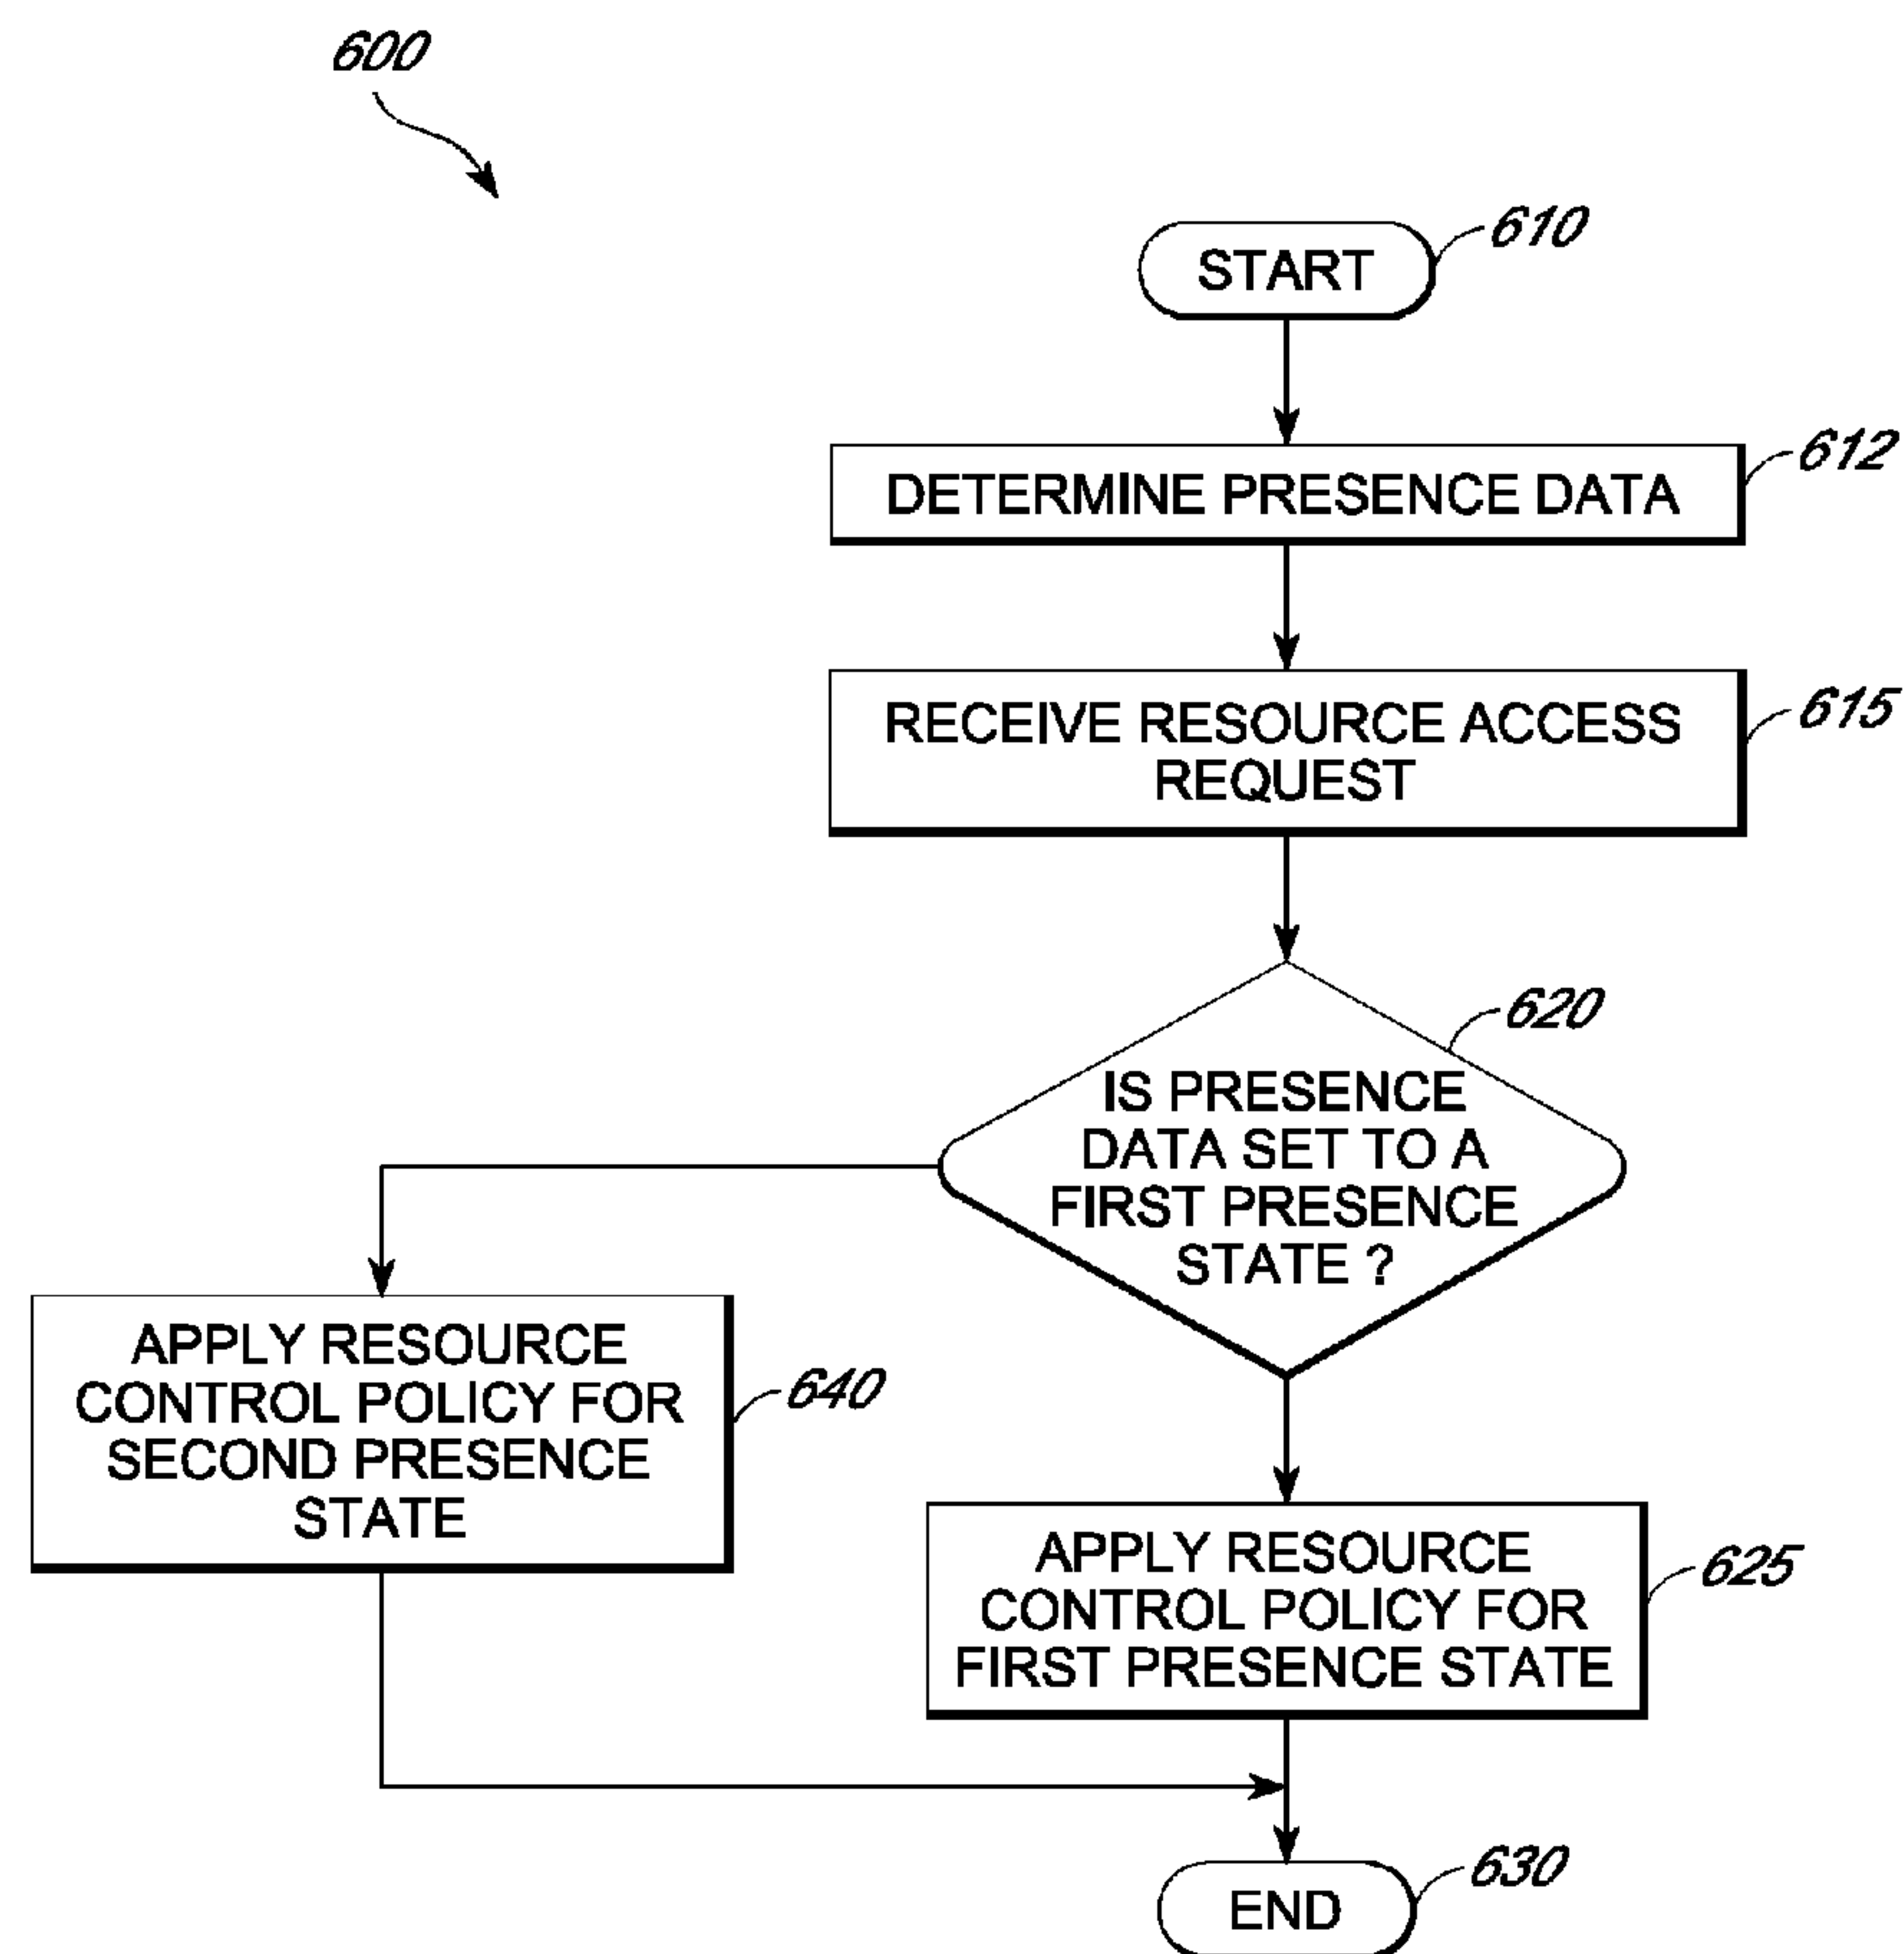 600
START
610
DETERMINE PRESENCE DATA
612
RECEIVE RESOURCE ACCESS
REQUEST
615
620
IS PRESENCE
DATA SET TO A
FIRST PRESENCE
STATE ?
APPLY RESOURCE
CONTROL POLICY FOR
SECOND PRESENCE
STATE
640
APPLY RESOURCE
CONTROL POLICY FOR
FIRST PRESENCE STATE
625
END
630